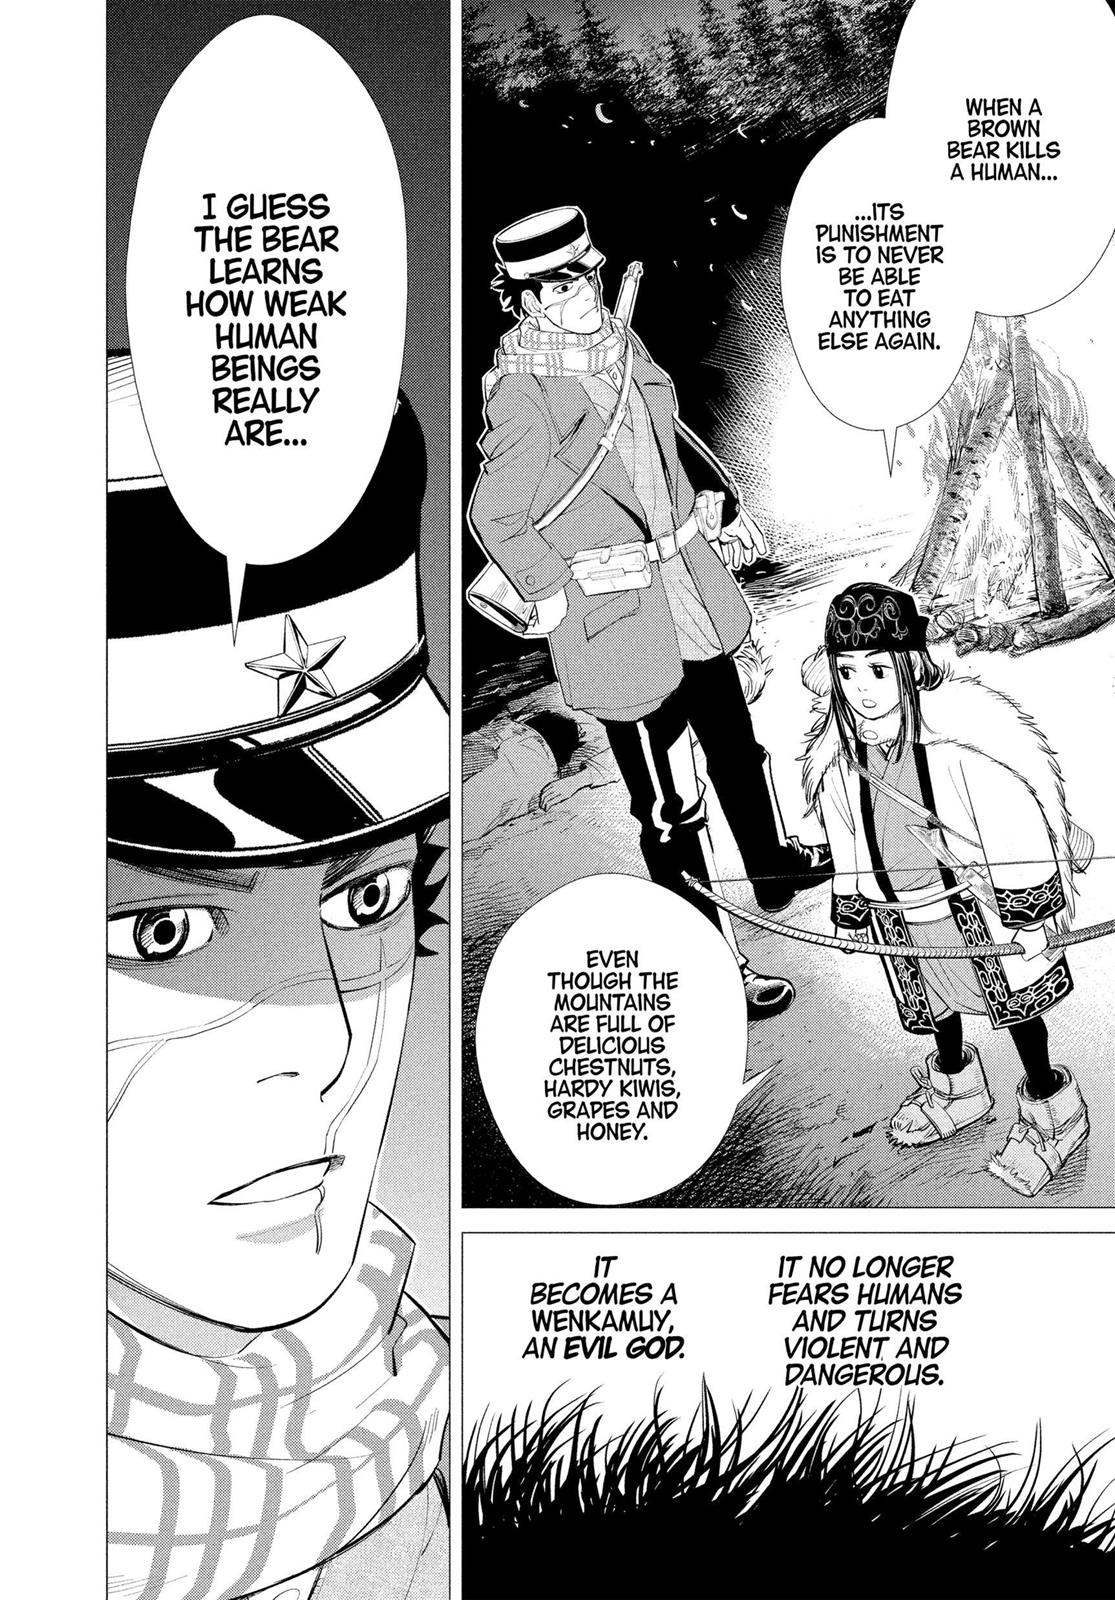 WHEN A
BROWN
BEAR KILLS
A HUMAN...
...ITS
PUNISHMENT
IS TO NEVER
BE ABLE
TO EAT
ANYTHING
ELSE AGAIN.
EVEN
THOUGH THE
MOUNTAINS
ARE FULL OF
DELICIOUS
CHESTNUTS,
HARDY KIWIS,
GRAPES AND
HONEY.
IT NO LONGER
FEARS HUMANS
AND TURNS
VIOLENT AND
DANGEROUS.
IT
BECOMES A
WENKAMUY,
AN EVIL GOD.
I GUESS
THE BEAR
LEARNS
HOW WEAK
HUMAN
BEINGS
REALLY
ARE...